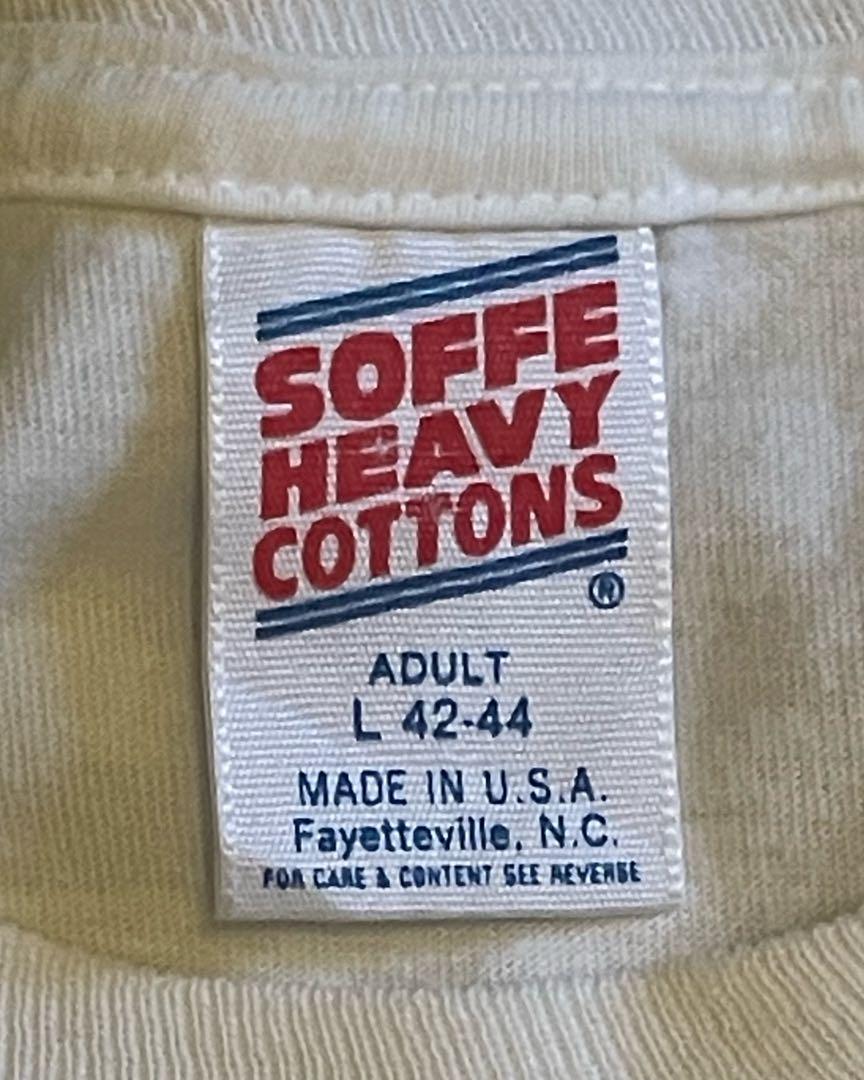 SOFFE
HEAVY
COTTONS
®
ADULT
L 42-44
MADE IN U.S.A.
Fayetteville, N.C.
FOR CARE & CONTENT SEE REVERSE